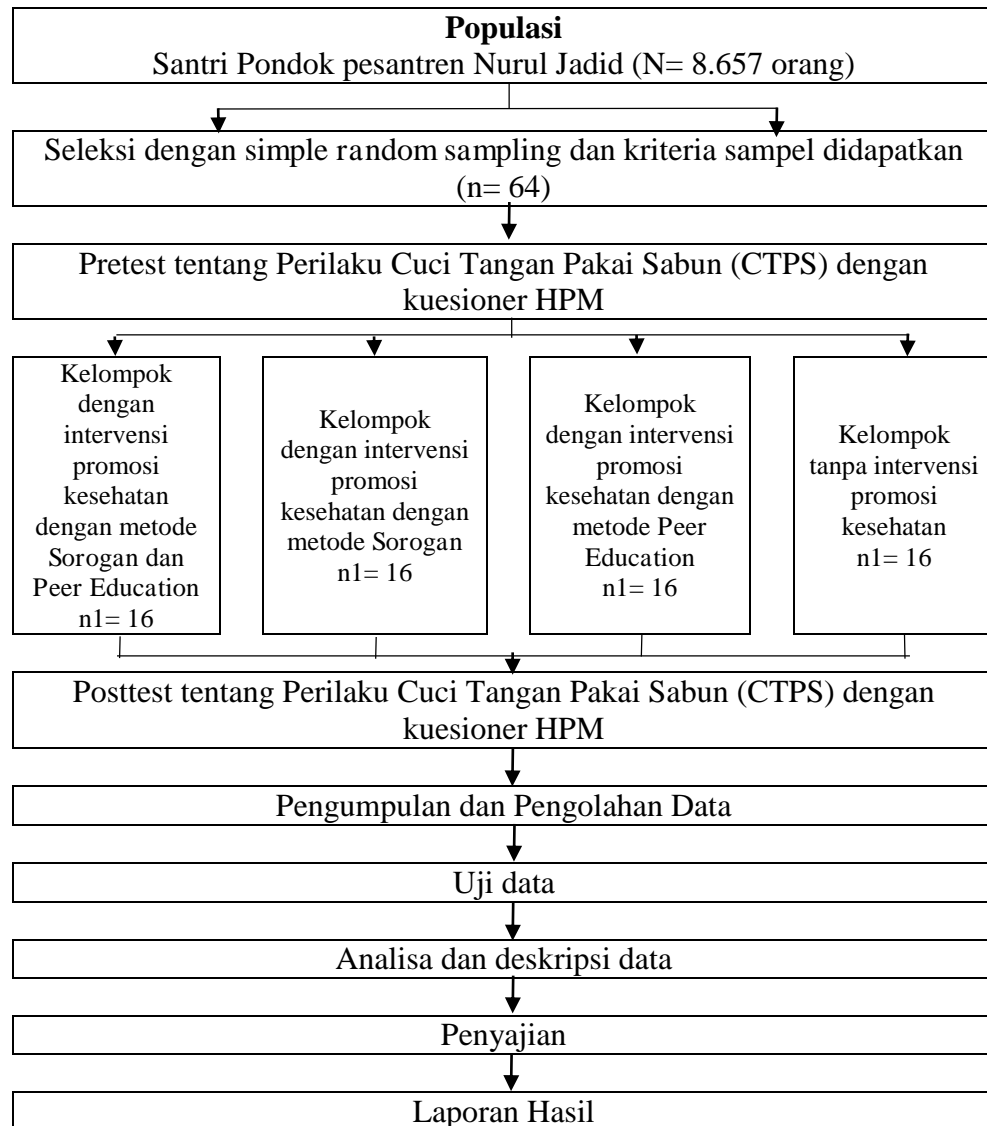 Populasi
Santri Pondok pesantren Nurul Jadid (N= 8.657 orang)
Seleksi dengan simple random sampling dan kriteria sampel didapatkan
(n= 64)
Pretest tentang Perilaku Cuci Tangan Pakai Sabun (CTPS) dengan
kuesioner HPM
Kelompok
dengan
intervensi
promosi
kesehatan
dengan metode
Sorogan dan
Peer Education
n1= 16
Kelompok
dengan intervensi
promosi
kesehatan dengan
metode Sorogan
n1= 16
Kelompok
dengan intervensi
promosi
kesehatan dengan
metode Peer
Education
n1= 16
Kelompok
tanpa intervensi
promosi
kesehatan
n1= 16
Posttest tentang Perilaku Cuci Tangan Pakai Sabun (CTPS) dengan
kuesioner HPM
Pengumpulan dan Pengolahan Data
Uji data
Analisa dan deskripsi data
Penyajian
Laporan Hasil